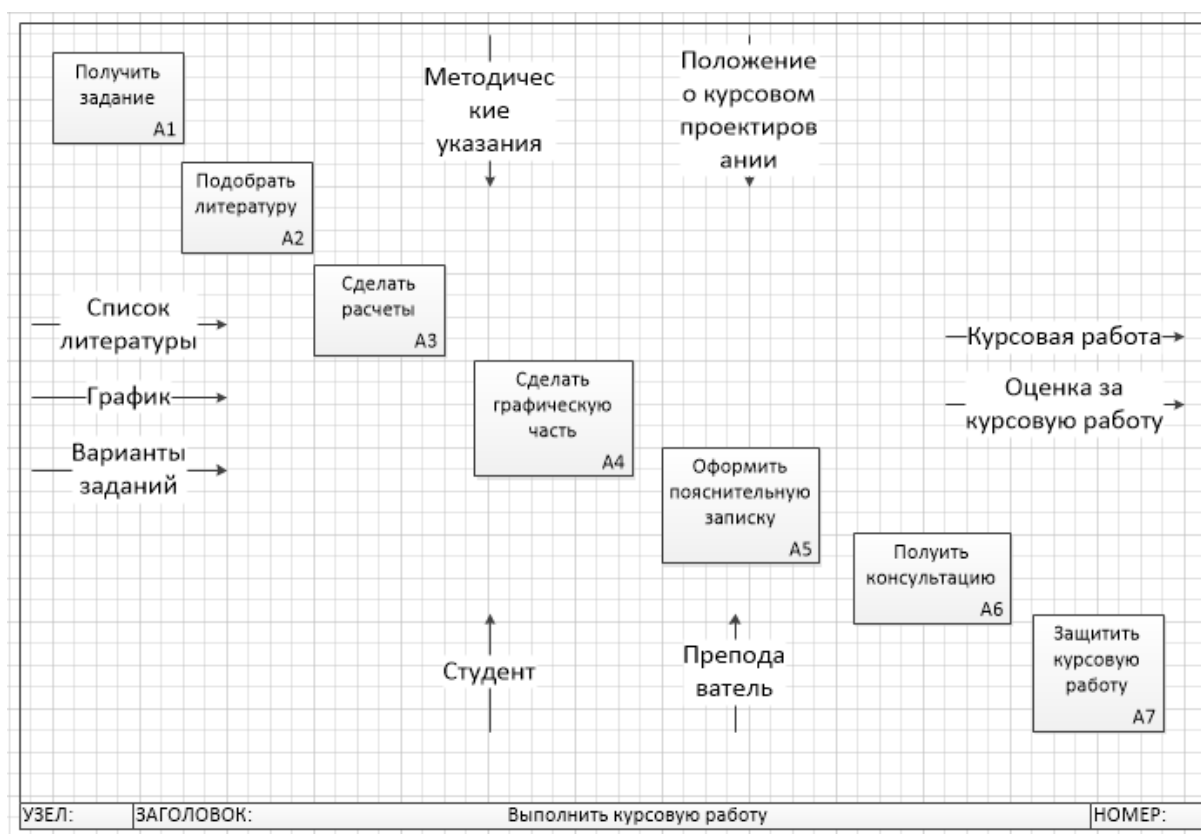 Получить
задание
A1
Методичес
кие
указания
Положение
о курсовом
проектиров
ании
Подобрать
литературу
A2
Сделать
расчеты
A3
Список
литературы
График
Варианты
заданий
Курсовая работа
Оценка за
курсовую работу
Сделать
графическую
часть
A4
Оформить
пояснительную
записку
A5
Полуить
консультацию
A6
Студент
Препода
ватель
Защитить
курсовую
работу
A7
УЗЕЛ: ЗАГОЛОВОК: Выполнить курсовую работу НОМЕР: